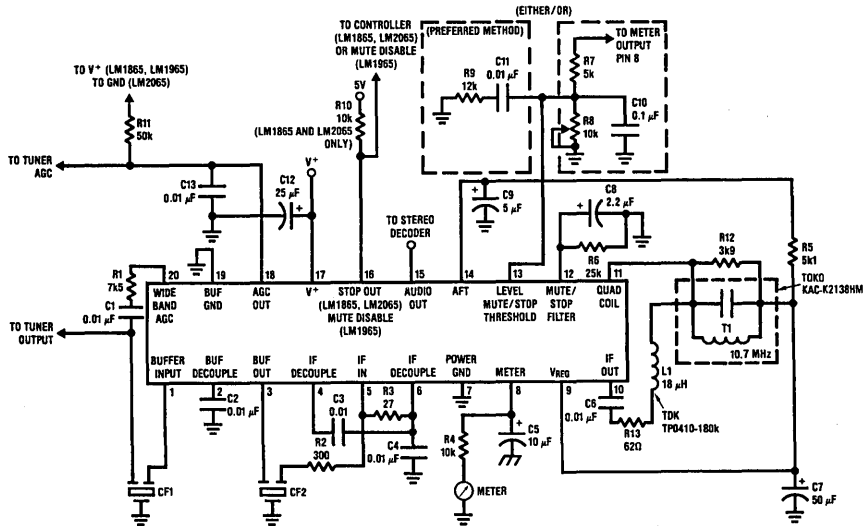 (EITHER/OR)
TO CONTROLLER
(LM1865, LM2065)
OR MUTE DISABLE
(LM1965)
(PREFERRED METHOD)
C11
0.01 µF
R9
12k
TO METER
OUTPUT
PIN 8
R7
5k
R8
10k
C10
0.1 µF
TO V+ (LM1865, LM1965)
TO GND (LM2065)
R11
50k
5V
R10
10k
(LM1865 AND LM2065
ONLY)
TO TUNER
AGC
C13
0.01 µF
C12
25 µF
+
V+
TO STEREO
DECODER
+
C9
5 µF
C8
2.2 µF
+
R6
25k
R12
3k9
R5
5k1
TOKO
KAC-K2138HM
R1
7k5
C1
0.01 µF
TO TUNER
OUTPUT
20
19
18
17
16
15
14
13
12
11
WIDE
BAND
AGC
BUF
GND
AGC
OUT
V+
STOP OUT
(LM1865, LM2065)
MUTE DISABLE
(LM1965)
AUDIO
OUT
AFT
LEVEL
MUTE/STOP
THRESHOLD
MUTE/
STOP
FILTER
QUAD
COIL
T1
10.7 MHz
L1
18 µH
TDK
TP0410-180k
BUFFER
INPUT
BUF
DECOUPLE
BUF
OUT
IF
DECOUPLE
IF
IN
IF
DECOUPLE
POWER
GND
METER
VREG
IF
OUT
1
2
3
4
5
6
7
8
9
10
C2
0.01 µF
C3
0.01
R3
27
R2
300
C4
0.01 µF
R4
10k
+
C5
10 µF
C6
0.01 µF
R13
62Ω
CF1
CF2
METER
+
C7
50 µF